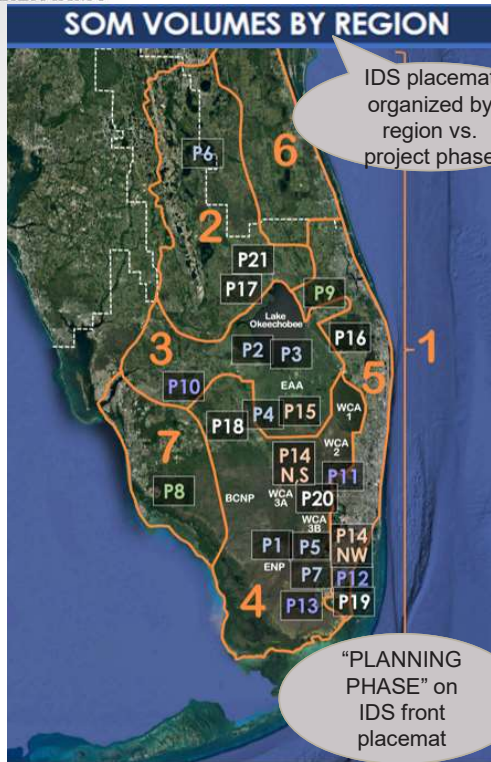 SOM VOLUMES BY REGION
IDS placemat
organized by
region vs.
project phase
6
P6
2
P21
P17
P9
Lake
Okeechobee
P16
3
P2
P3
1
5
EAA
P10
WCA
1
P4
P15
P18
7
WCA
2
P14
N,S
P11
P8
BCNP
WCA
3A
P20
WCA
3B
P14
NW
P1
P5
ENP
P7
P12
4
P13
P19
“PLANNING
PHASE” on
IDS front
placemat